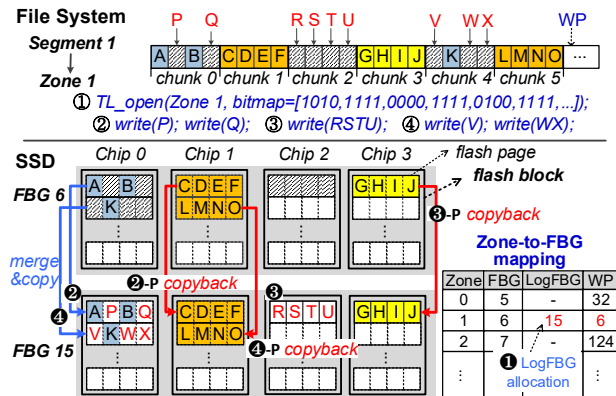 File System
P Q R S T U V W X WP
Segment 1
A B C D E F G H I J K L M N O ...
Zone 1
chunk 0 chunk 1 chunk 2 chunk 3 chunk 4 chunk 5
① TL_open(Zone 1, bitmap=[1010,1111,0000,1111,0100,1111,...]);
② write(P); write(Q); ③ write(RSTU); ④ write(V); write(WX);
SSD
Chip 0 Chip 1 Chip 2 Chip 3
flash page
flash block
FBG 6
A B C D E F G H I J
K L M N O
❸-P copyback
merge
&copy
❷-P copyback
Zone-to-FBG
mapping
Zone FBG LogFBG WP
0 5 - 32
1 6 15 6
2 7 - 124
❶ LogFBG
allocation
❷ ❸
❹
A P B Q C D E F R S T U G H I J
V K W X L M N O
❹-P copyback
FBG 15